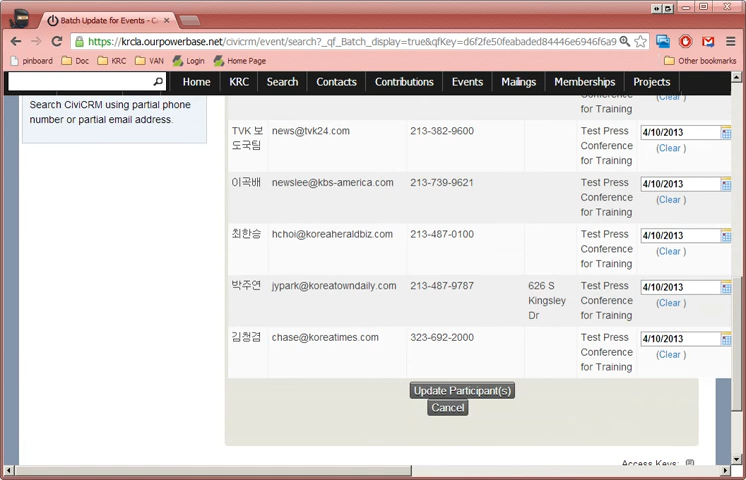 Batch Update for Events - C
https://krcla.ourpowerbase.net/civicrm/event/search?_qf_Batch_display=true&qfKey=d6f2fe50feabaded84446e6946f6a9
pinboard Doc KRC VAN Login Home Page Other bookmarks
Home KRC Search Contacts Contributions Events Mailings Memberships Projects
Search CiviCRM using partial phone
number or partial email address.
Conference
for Training
(Clear )
TVK 보
도국팀
news@tvk24.com
213-382-9600
Test Press
Conference
for Training
4/10/2013
(Clear )
이곡배
newslee@kbs-america.com
213-739-9621
Test Press
Conference
for Training
4/10/2013
(Clear )
최한승
hchoi@koreaheraldbiz.com
213-487-0100
Test Press
Conference
for Training
4/10/2013
(Clear )
박주연
jypark@koreatowndaily.com
213-487-9787
626 S
Kingsley
Dr
Test Press
Conference
for Training
4/10/2013
(Clear )
김청겸
chase@koreatimes.com
323-692-2000
Test Press
Conference
for Training
4/10/2013
(Clear )
Update Participant(s)
Cancel
Access Keys: